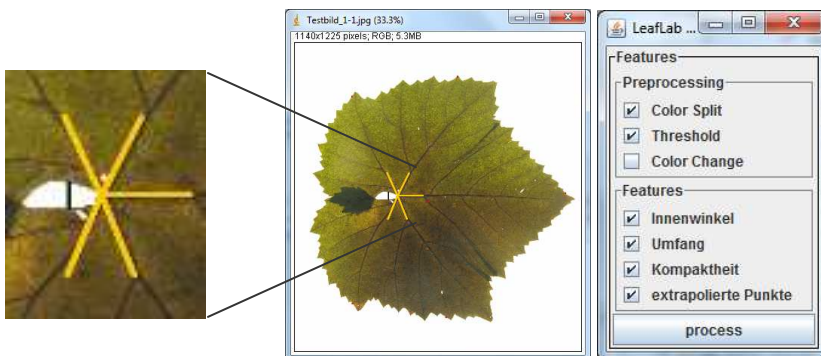 Testbild_1-1.jpg (33.3%)
1140x1225 pixels; RGB; 5.3MB
LeafLab ...
Features
Preprocessing
Color Split
Threshold
Color Change
Features
Innenwinkel
Umfang
Kompaktheit
extrapolierte Punkte
process